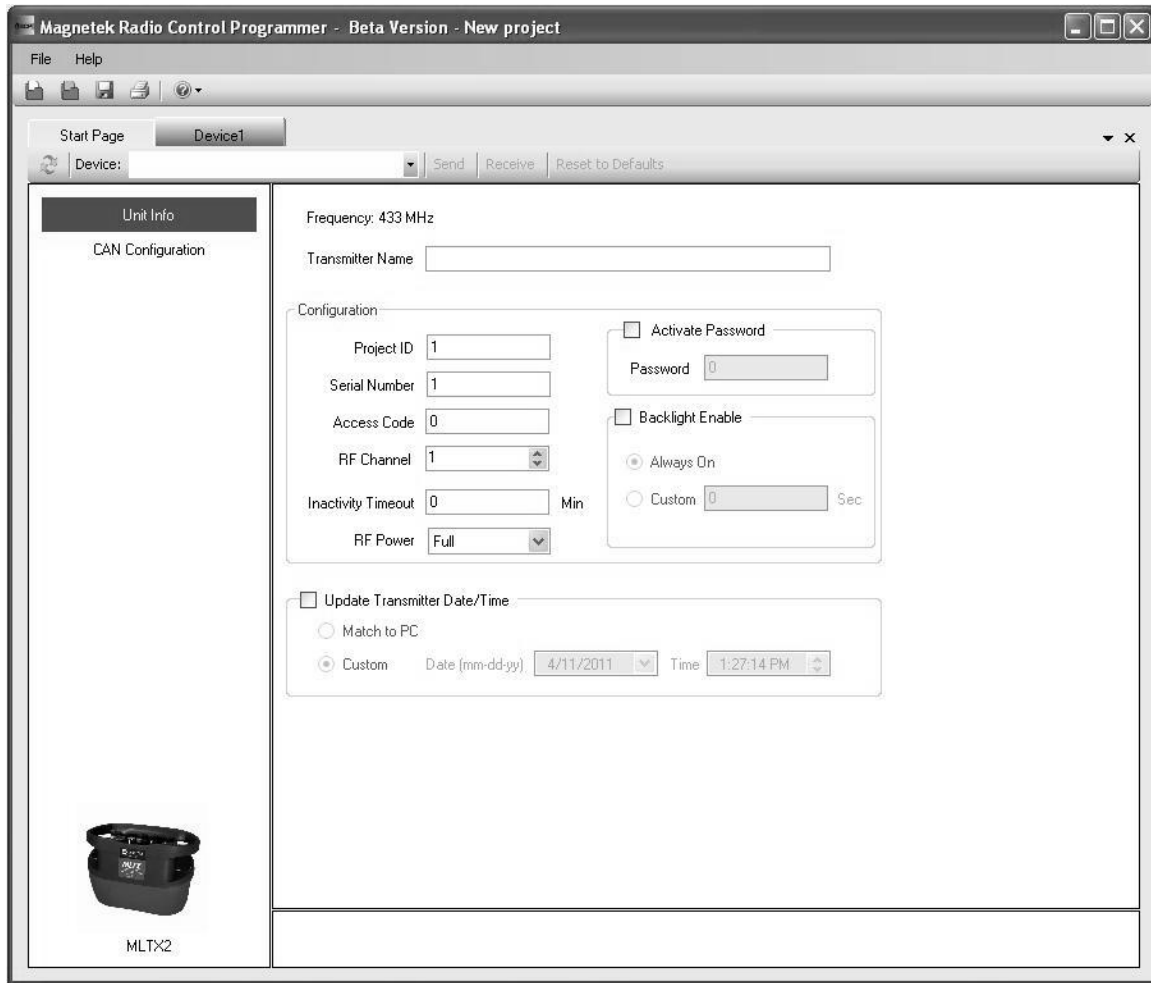 Magnetek Radio Control Programmer - Beta Version - New project
File Help
Start Page Device1
Device: Send Receive Reset to Defaults
Unit Info
CAN Configuration
Frequency: 433 MHz
Transmitter Name
Configuration
Project ID 1
Serial Number 1
Access Code 0
RF Channel 1
Inactivity Timeout 0 Min
RF Power Full
Activate Password
Password 0
Backlight Enable
Always On
Custom 0 Sec
Update Transmitter Date/Time
Match to PC
Custom Date (mm-dd-yy) 4/11/2011 Time 1:27:14 PM
MLTX
MLTX2